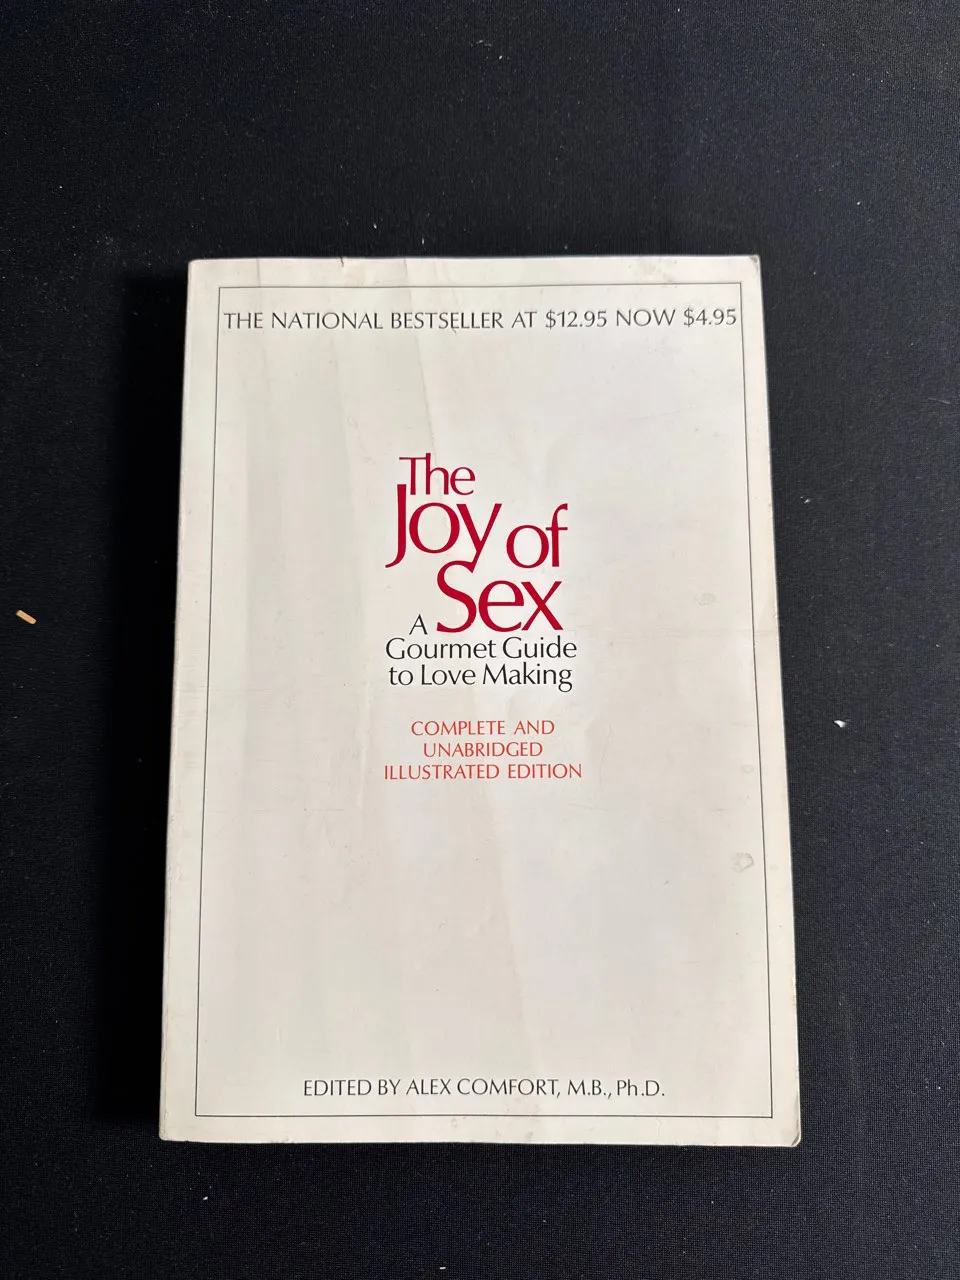 THE NATIONAL BESTSELLER AT $12.95 NOW $4.95
The
Joy of
Sex
A
Gourmet Guide
to Love Making
COMPLETE AND
UNABRIDGED
ILLUSTRATED EDITION
EDITED BY ALEX COMFORT, M.B., Ph.D.